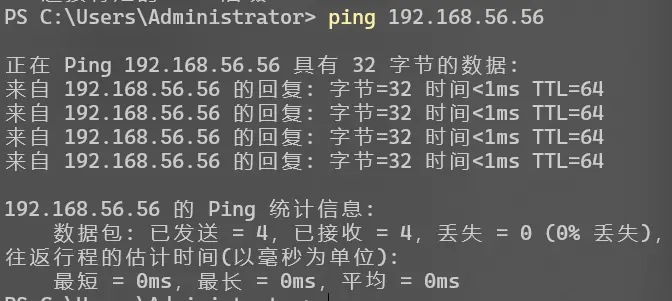 PS C:\Users\Administrator> ping 192.168.56.56
正在 Ping 192.168.56.56 具有 32 字节的数据:
来自 192.168.56.56 的回复: 字节=32 时间<1ms TTL=64
来自 192.168.56.56 的回复: 字节=32 时间<1ms TTL=64
来自 192.168.56.56 的回复: 字节=32 时间<1ms TTL=64
来自 192.168.56.56 的回复: 字节=32 时间<1ms TTL=64
192.168.56.56 的 Ping 统计信息:
数据包: 已发送 = 4，已接收 = 4，丢失 = 0 (0% 丢失)，
往返行程的估计时间(以毫秒为单位):
最短 = 0ms，最长 = 0ms，平均 = 0ms
PS C:\Users\Administrator>